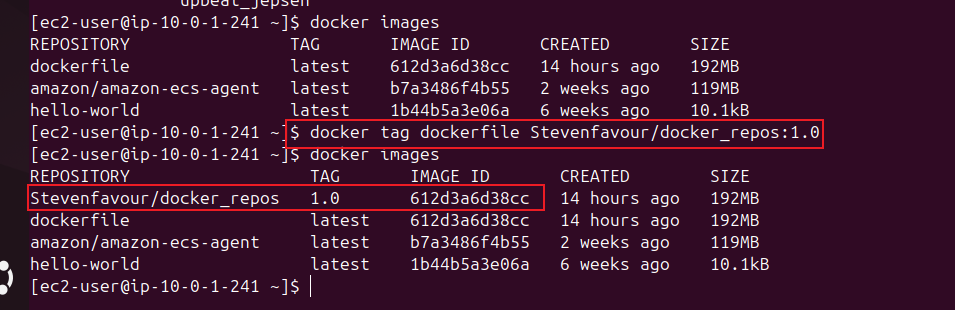 upbeat_jepsen
[ec2-user@ip-10-0-1-241 ~]$ docker images
REPOSITORY TAG IMAGE ID CREATED SIZE
dockerfile latest 612d3a6d38cc 14 hours ago 192MB
amazon/amazon-ecs-agent latest b7a3486f4b55 2 weeks ago 119MB
hello-world latest 1b44b5a3e06a 6 weeks ago 10.1kB
[ec2-user@ip-10-0-1-241 ~]$ docker tag dockerfile Stevenfavour/docker_repos:1.0
[ec2-user@ip-10-0-1-241 ~]$ docker images
REPOSITORY TAG IMAGE ID CREATED SIZE
Stevenfavour/docker_repos 1.0 612d3a6d38cc 14 hours ago 192MB
dockerfile latest 612d3a6d38cc 14 hours ago 192MB
amazon/amazon-ecs-agent latest b7a3486f4b55 2 weeks ago 119MB
hello-world latest 1b44b5a3e06a 6 weeks ago 10.1kB
[ec2-user@ip-10-0-1-241 ~]$